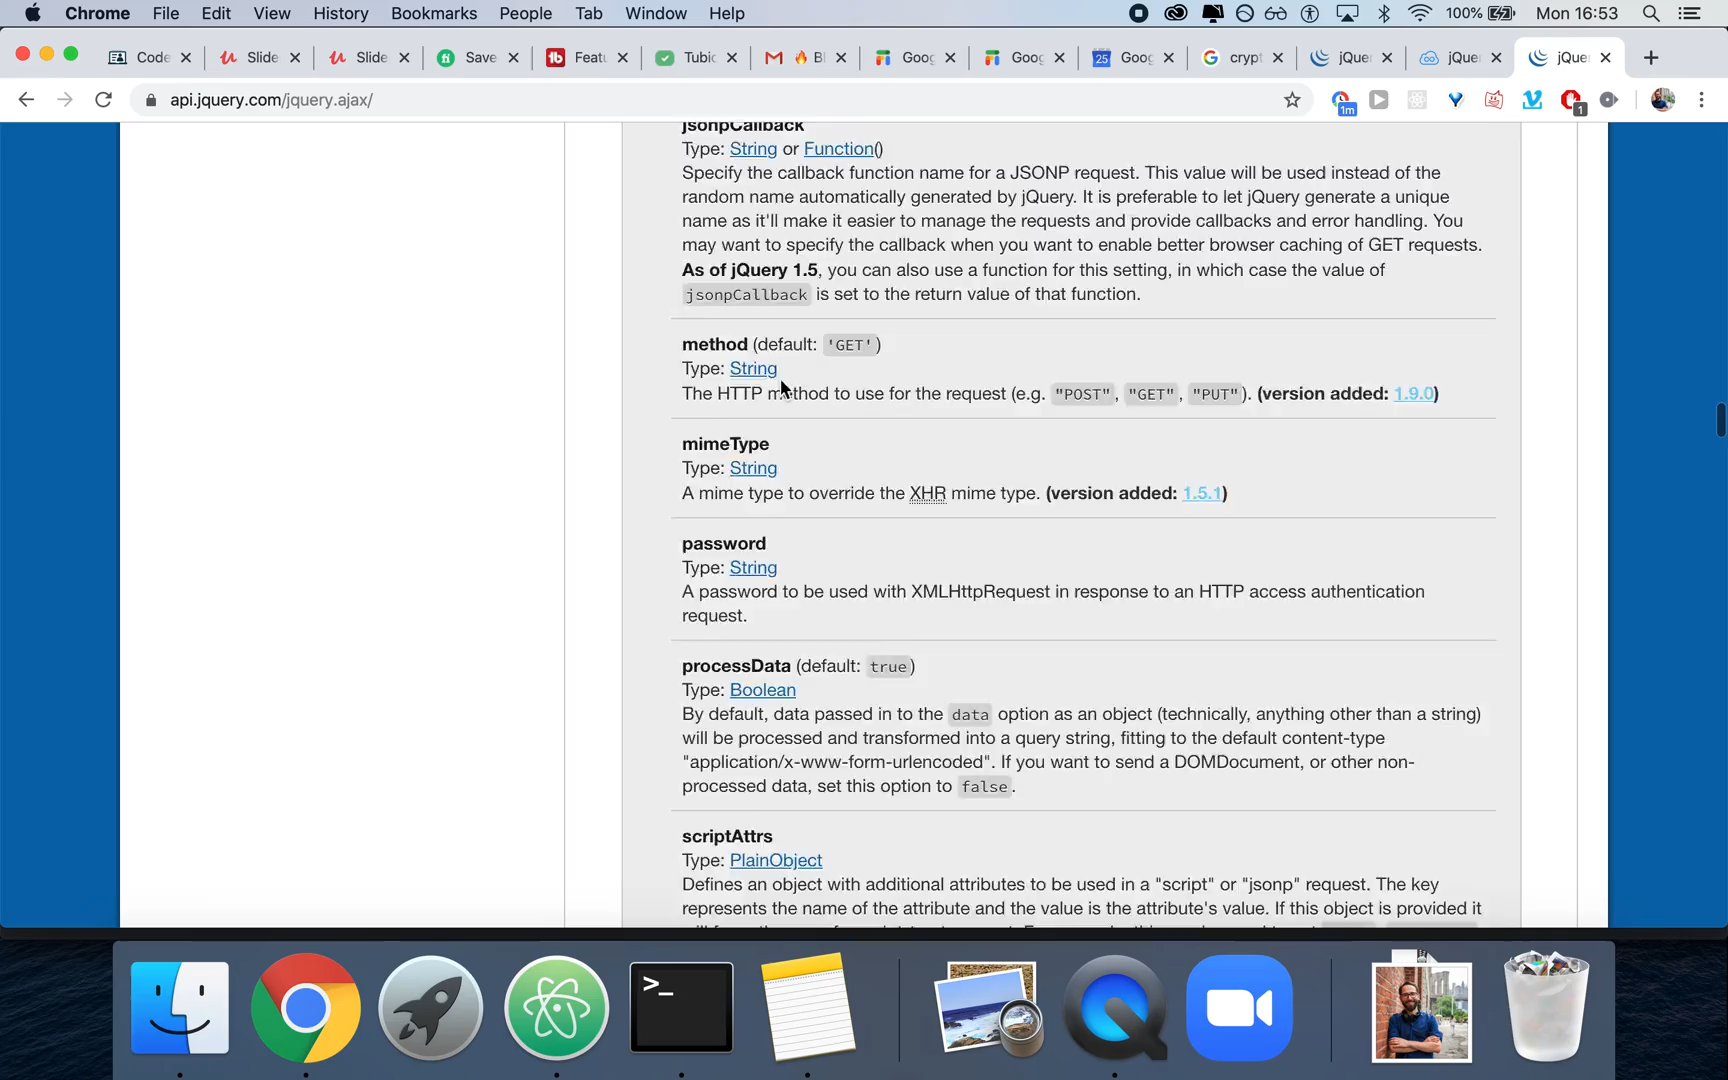 Chrome File Edit View History Bookmarks People Tab Window Help 100% Mon 16:53
Code Slide Slide Save Featu Tubic Bl Goog Goog 25 Goog crypt jQuer jQuer jQuer
api.jquery.com/jquery.ajax/ 1m 1
jsonpCallback
Type: String or Function()
Specify the callback function name for a JSONP request. This value will be used instead of the
random name automatically generated by jQuery. It is preferable to let jQuery generate a unique
name as it'll make it easier to manage the requests and provide callbacks and error handling. You
may want to specify the callback when you want to enable better browser caching of GET requests.
As of jQuery 1.5, you can also use a function for this setting, in which case the value of
jsonpCallback is set to the return value of that function.
method (default: 'GET')
Type: String
The HTTP method to use for the request (e.g. "POST", "GET", "PUT"). (version added: 1.9.0)
mimeType
Type: String
A mime type to override the XHR mime type. (version added: 1.5.1)
password
Type: String
A password to be used with XMLHttpRequest in response to an HTTP access authentication
request.
processData (default: true)
Type: Boolean
By default, data passed in to the data option as an object (technically, anything other than a string)
will be processed and transformed into a query string, fitting to the default content-type
"application/x-www-form-urlencoded". If you want to send a DOMDocument, or other non-
processed data, set this option to false.
scriptAttrs
Type: PlainObject
Defines an object with additional attributes to be used in a "script" or "jsonp" request. The key
represents the name of the attribute and the value is the attribute's value. If this object is provided it